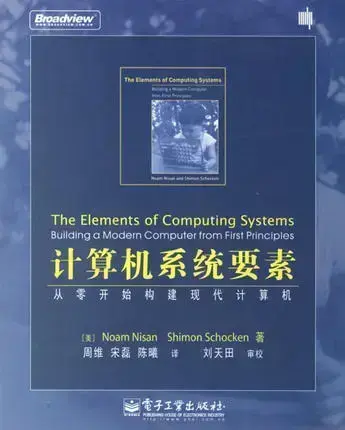 Broadview
The Elements of Computing Systems
Building a Modern Computer
from First Principles
Noam Nisan and Shimon Schocken
The Elements of Computing Systems
Building a Modern Computer from First Principles
计算机系统要素
从零开始构建现代计算机
[美] Noam Nisan Shimon Schocken 著
周维 宋磊 陈曦 译 刘天田 审校
电子工业出版社
PUBLISHING HOUSE OF ELECTRONICS INDUSTRY